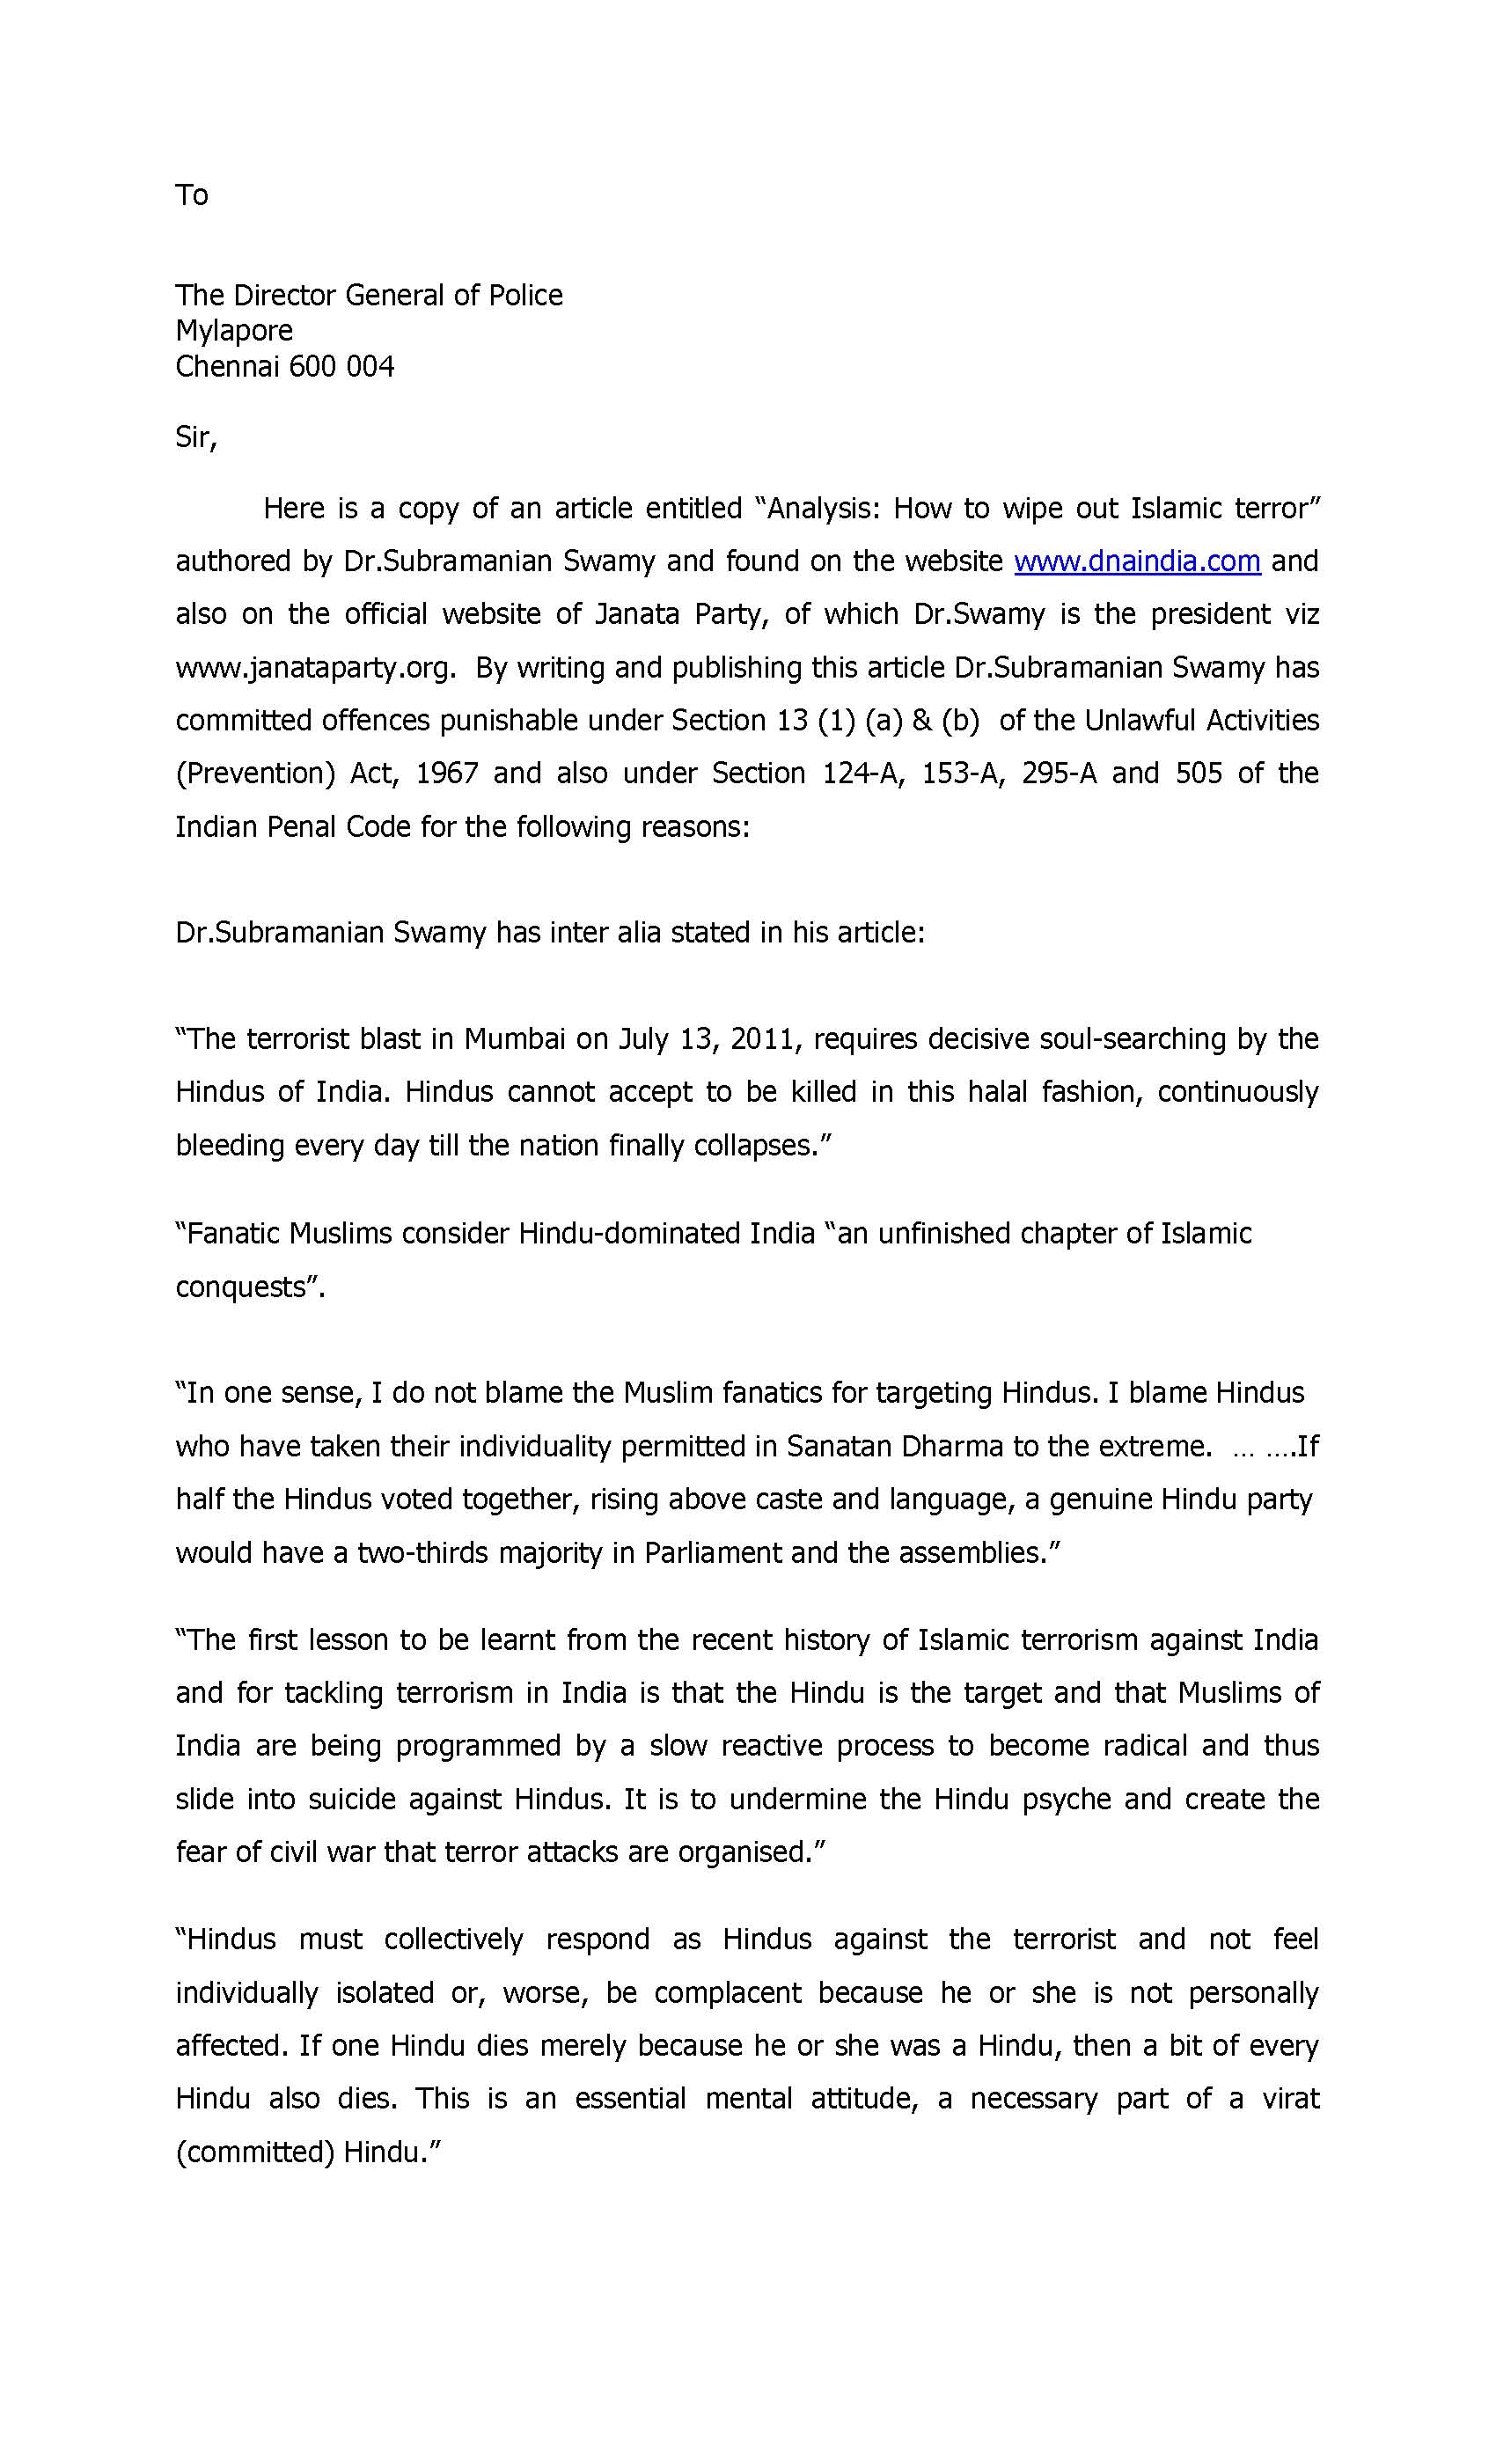 To
The Director General of Police
Mylapore
Chennai 600 004
Sir,
Here is a copy of an article entitled “Analysis: How to wipe out Islamic terror”
authored by Dr.Subramanian Swamy and found on the website www.dnaindia.com and
also on the official website of Janata Party, of which Dr.Swamy is the president viz
www.janataparty.org. By writing and publishing this article Dr.Subramanian Swamy has
committed offences punishable under Section 13 (1) (a) & (b) of the Unlawful Activities
(Prevention) Act, 1967 and also under Section 124-A, 153-A, 295-A and 505 of the
Indian Penal Code for the following reasons:
Dr.Subramanian Swamy has inter alia stated in his article:
“The terrorist blast in Mumbai on July 13, 2011, requires decisive soul-searching by the
Hindus of India. Hindus cannot accept to be killed in this halal fashion, continuously
bleeding every day till the nation finally collapses.”
“Fanatic Muslims consider Hindu-dominated India “an unfinished chapter of Islamic
conquests”.
“In one sense, I do not blame the Muslim fanatics for targeting Hindus. I blame Hindus
who have taken their individuality permitted in Sanatan Dharma to the extreme. … ….If
half the Hindus voted together, rising above caste and language, a genuine Hindu party
would have a two-thirds majority in Parliament and the assemblies.”
“The first lesson to be learnt from the recent history of Islamic terrorism against India
and for tackling terrorism in India is that the Hindu is the target and that Muslims of
India are being programmed by a slow reactive process to become radical and thus
slide into suicide against Hindus. It is to undermine the Hindu psyche and create the
fear of civil war that terror attacks are organised.”
“Hindus must collectively respond as Hindus against the terrorist and not feel
individually isolated or, worse, be complacent because he or she is not personally
affected. If one Hindu dies merely because he or she was a Hindu, then a bit of every
Hindu also dies. This is an essential mental attitude, a necessary part of a virat
(committed) Hindu.”